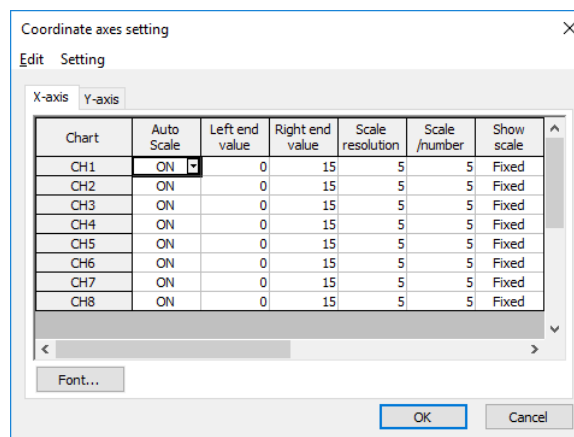 Coordinate axes setting
Edit Setting
X-axis Y-axis
Chart Auto Scale Left end value Right end value Scale resolution Scale /number Show scale
CH1 ON 0 15 5 5 Fixed
CH2 ON 0 15 5 5 Fixed
CH3 ON 0 15 5 5 Fixed
CH4 ON 0 15 5 5 Fixed
CH5 ON 0 15 5 5 Fixed
CH6 ON 0 15 5 5 Fixed
CH7 ON 0 15 5 5 Fixed
CH8 ON 0 15 5 5 Fixed
Font...
OK Cancel